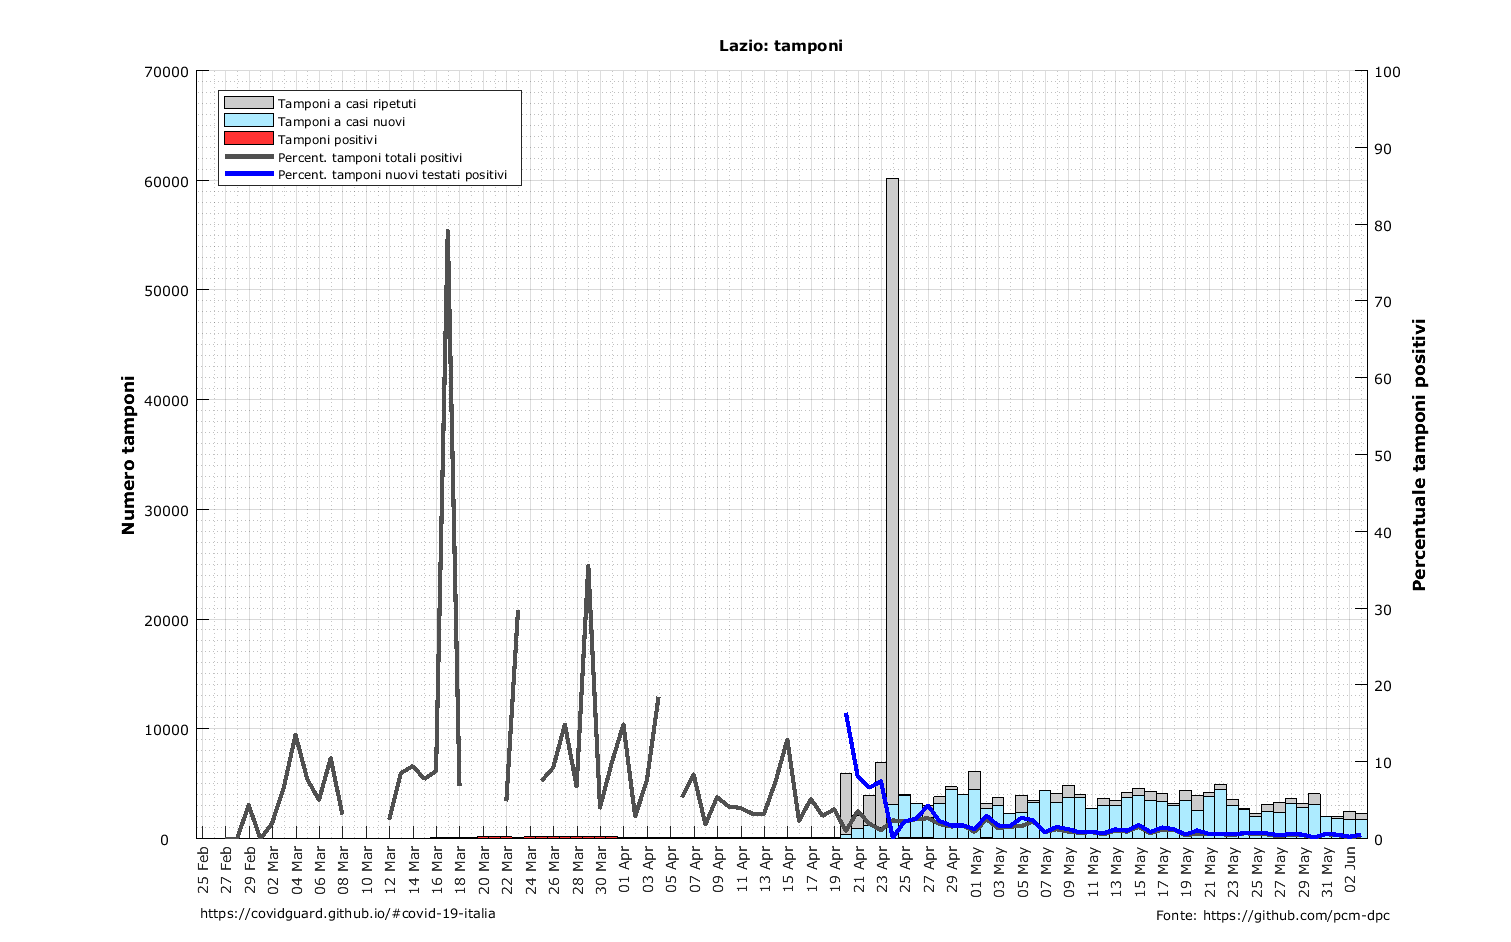 Lazio: tamponi
Tamponi a casi ripetuti
Tamponi a casi nuovi
Tamponi positivi
Percent. tamponi totali positivi
Percent. tamponi nuovi testati positivi
Numero tamponi
70000
60000
50000
40000
30000
20000
10000
0
Percentuale tamponi positivi
100
90
80
70
60
50
40
30
20
10
0
25 Feb
27 Feb
29 Feb
02 Mar
04 Mar
06 Mar
08 Mar
10 Mar
12 Mar
14 Mar
16 Mar
18 Mar
20 Mar
22 Mar
24 Mar
26 Mar
28 Mar
30 Mar
01 Apr
03 Apr
05 Apr
07 Apr
09 Apr
11 Apr
13 Apr
15 Apr
17 Apr
19 Apr
21 Apr
23 Apr
25 Apr
27 Apr
29 Apr
01 May
03 May
05 May
07 May
09 May
11 May
13 May
15 May
17 May
19 May
21 May
23 May
25 May
27 May
29 May
31 May
02 Jun
https://covidguard.github.io/#covid-19-italia
Fonte: https://github.com/pcm-dpc